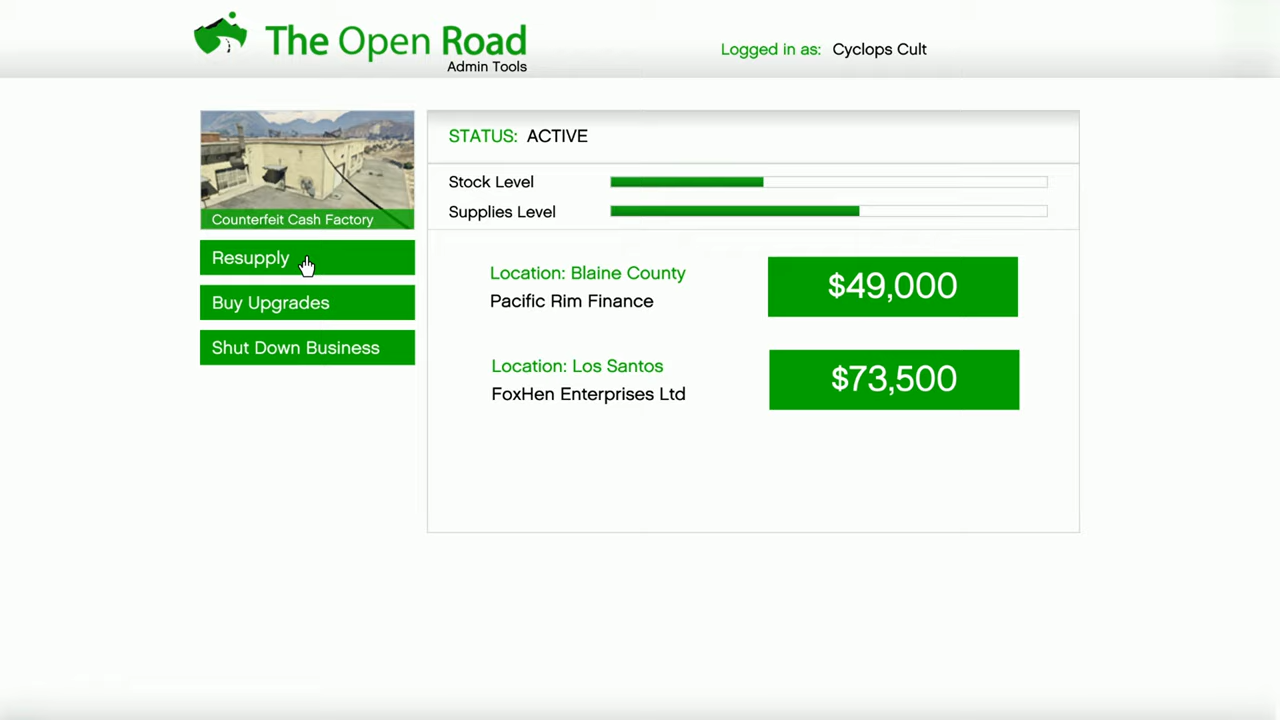 The Open Road
Admin Tools
Logged in as: Cyclops Cult
Counterfeit Cash Factory
Resupply
Buy Upgrades
Shut Down Business
STATUS: ACTIVE
Stock Level
Supplies Level
Location: Blaine County
Pacific Rim Finance
$49,000
Location: Los Santos
FoxHen Enterprises Ltd
$73,500